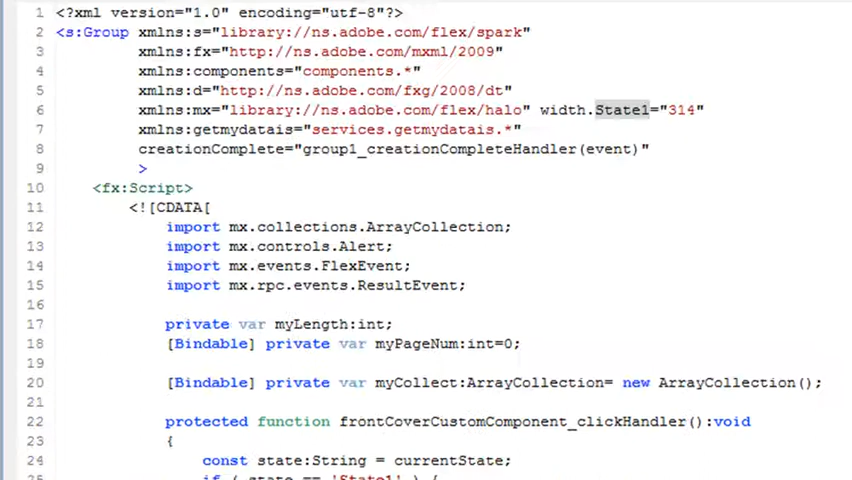 1 <?xml version="1.0" encoding="utf-8"?>
2 <s:Group xmlns:s="library://ns.adobe.com/flex/spark"
3 xmlns:fx="http://ns.adobe.com/mxml/2009"
4 xmlns:components="components.*"
5 xmlns:d="http://ns.adobe.com/fxg/2008/dt"
6 xmlns:mx="library://ns.adobe.com/flex/halo" width.State1="314"
7 xmlns:getmydatais="services.getmydatais.*"
8 creationComplete="group1_creationCompleteHandler(event)"
9 >
10 <fx:Script>
11 <![CDATA[
12 import mx.collections.ArrayCollection;
13 import mx.controls.Alert;
14 import mx.events.FlexEvent;
15 import mx.rpc.events.ResultEvent;
16
17 private var myLength:int;
18 [Bindable] private var myPageNum:int=0;
19
20 [Bindable] private var myCollect:ArrayCollection= new ArrayCollection();
21
22 protected function frontCoverCustomComponent_clickHandler():void
23 {
24 const state:String = currentState;
25 if ( state == 'State1' ) {